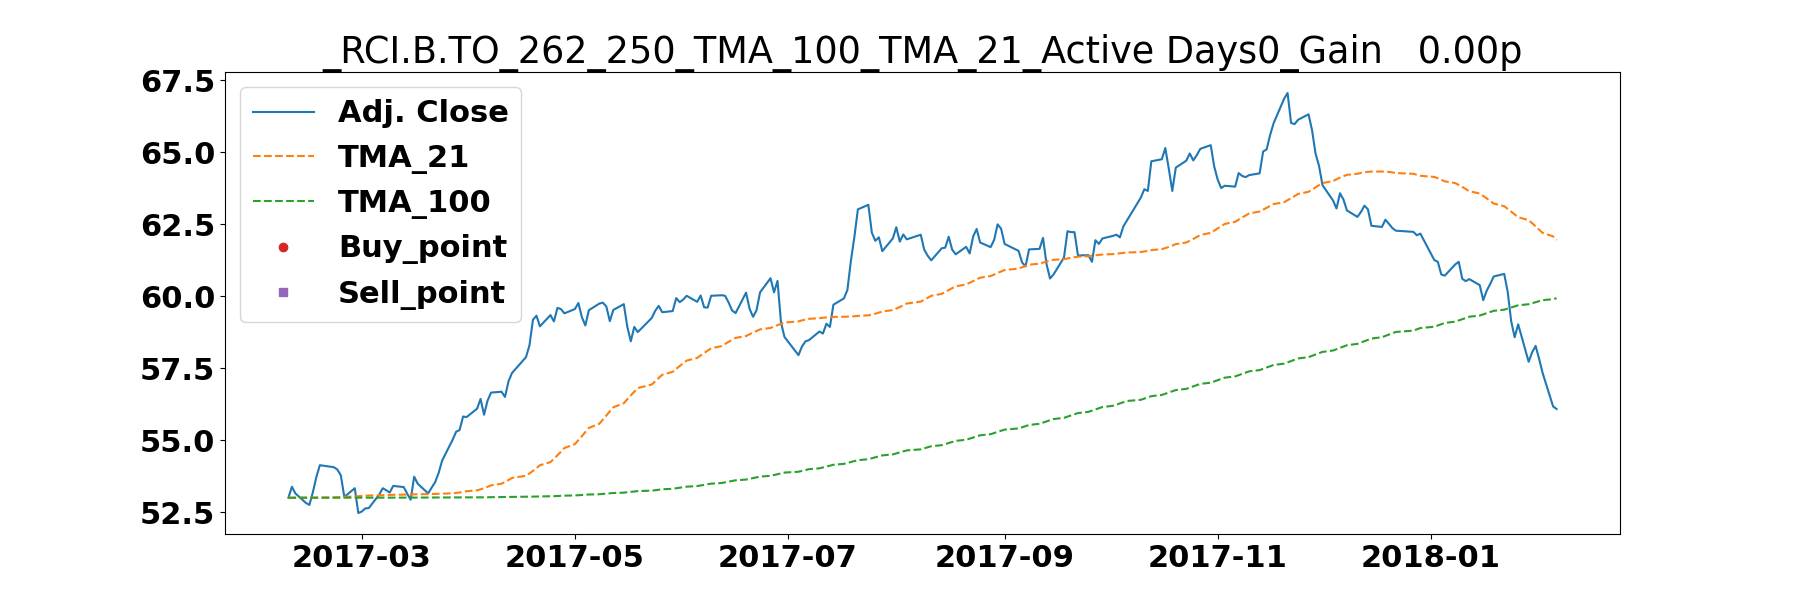 _RCI.B.TO_262_250_TMA_100_TMA_21_Active Days0_Gain   0.00p
67.5
65.0
62.5
60.0
57.5
55.0
52.5
Adj. Close
TMA_21
TMA_100
Buy_point
Sell_point
2017-03 2017-05 2017-07 2017-09 2017-11 2018-01